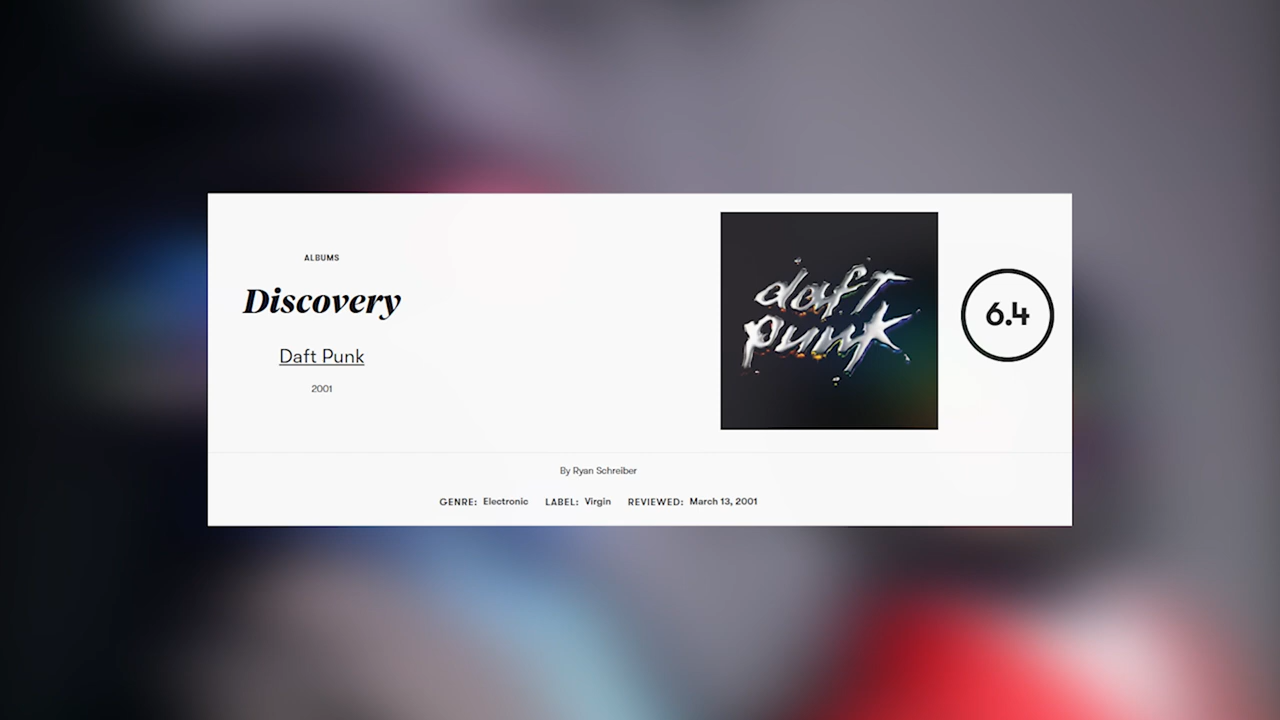 ALBUMS
Discovery
Daft Punk
2001
daft
punk
6.4
By Ryan Schreiber
GENRE: Electronic LABEL: Virgin REVIEWED: March 13, 2001